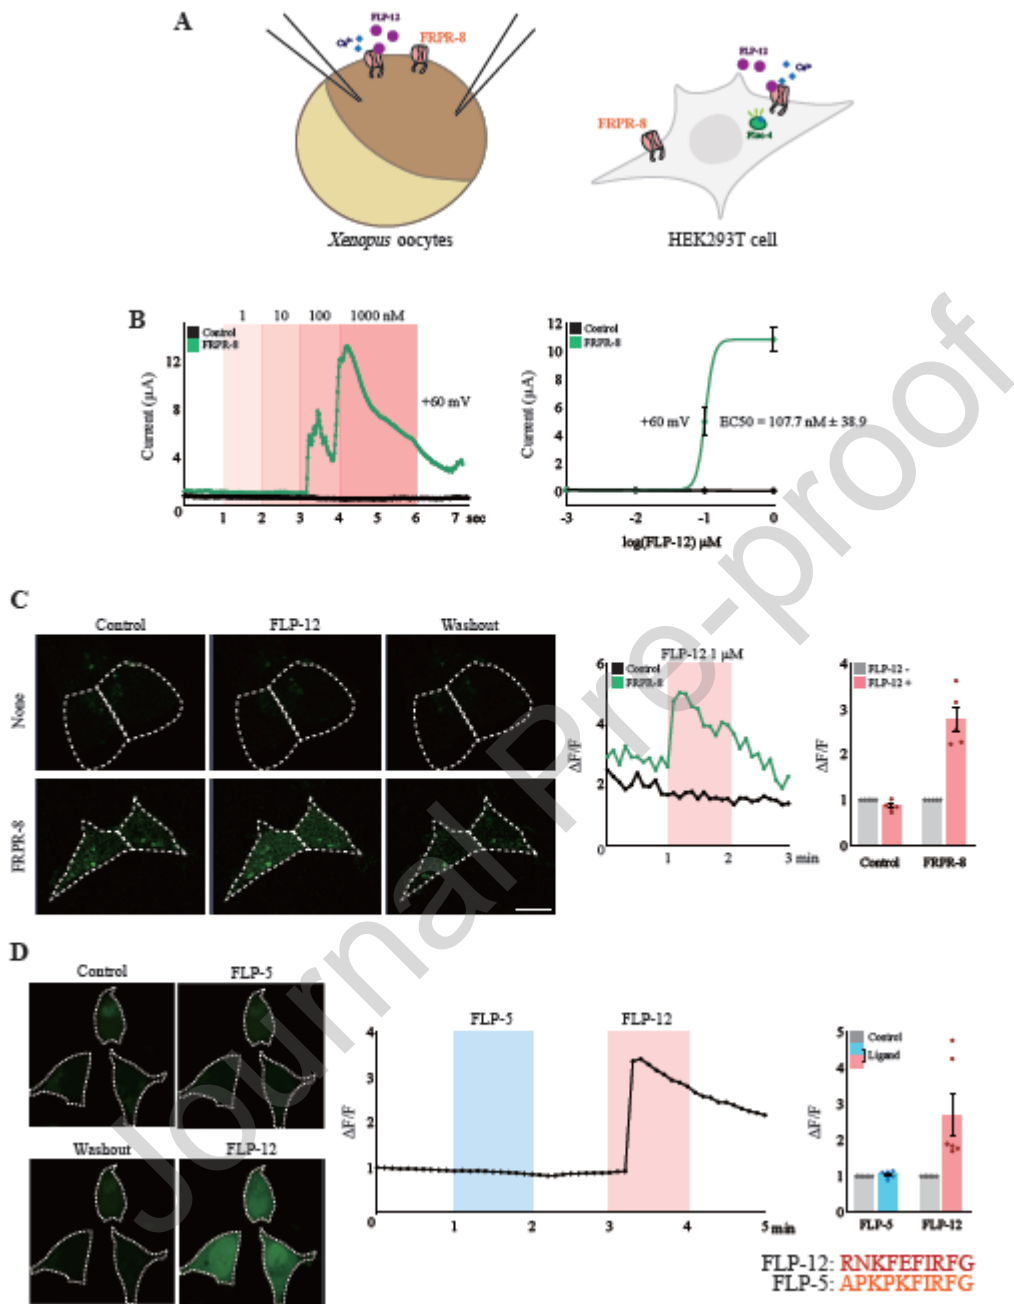 A
FLP-12
Ca²⁺
FRPR-8
FLP-12
Ca²⁺
FRPR-8
Xenopus oocytes
HEK293T cell
B
1 10 100 1000 nM
Control
FRPR-8
+60 mV
Current (μA)
12
8
4
0
1 2 3 4 5 6 7 sec
Control
FRPR-8
+60 mV EC50 = 107.7 nM ± 38.9
Current (μA)
12
10
8
6
4
2
0
-3 -2 -1 0
log(FLP-12) μM
C
Control FLP-12 Washout
None
FRPR-8
FLP-12 1 μM
Control
FRPR-8
ΔF/F
6
4
2
0
1 2 3 min
FLP-12 -
FLP-12 +
ΔF/F
4
3
2
1
0
Control FRPR-8
D
Control FLP-5
Washout FLP-12
FLP-5 FLP-12
ΔF/F
4
3
2
1
0
0 1 2 3 4 5 min
Control
Ligand
ΔF/F
5
4
3
2
1
0
FLP-5 FLP-12
FLP-12: RNKFEFIRFG
FLP-5: APKPKFIRFG
Journal Pre-proof